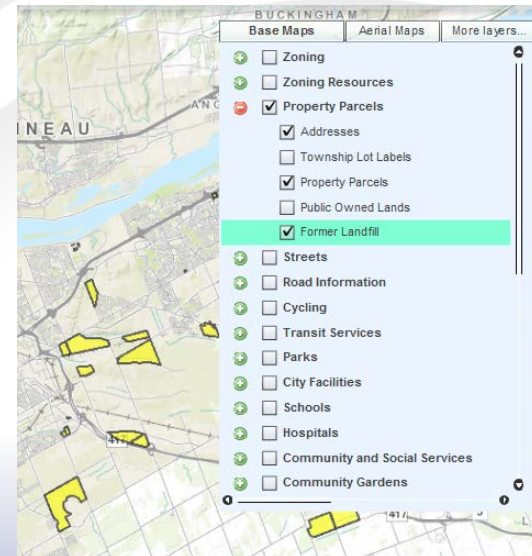 BUCKINGHAM
Base Maps
Aerial Maps
More layers...
Zoning
Zoning Resources
Property Parcels
Addresses
Township Lot Labels
Property Parcels
Public Owned Lands
Former Landfill
Streets
Road Information
Cycling
Transit Services
Parks
City Facilities
Schools
Hospitals
Community and Social Services
Community Gardens
INEAU
ANG
417
417